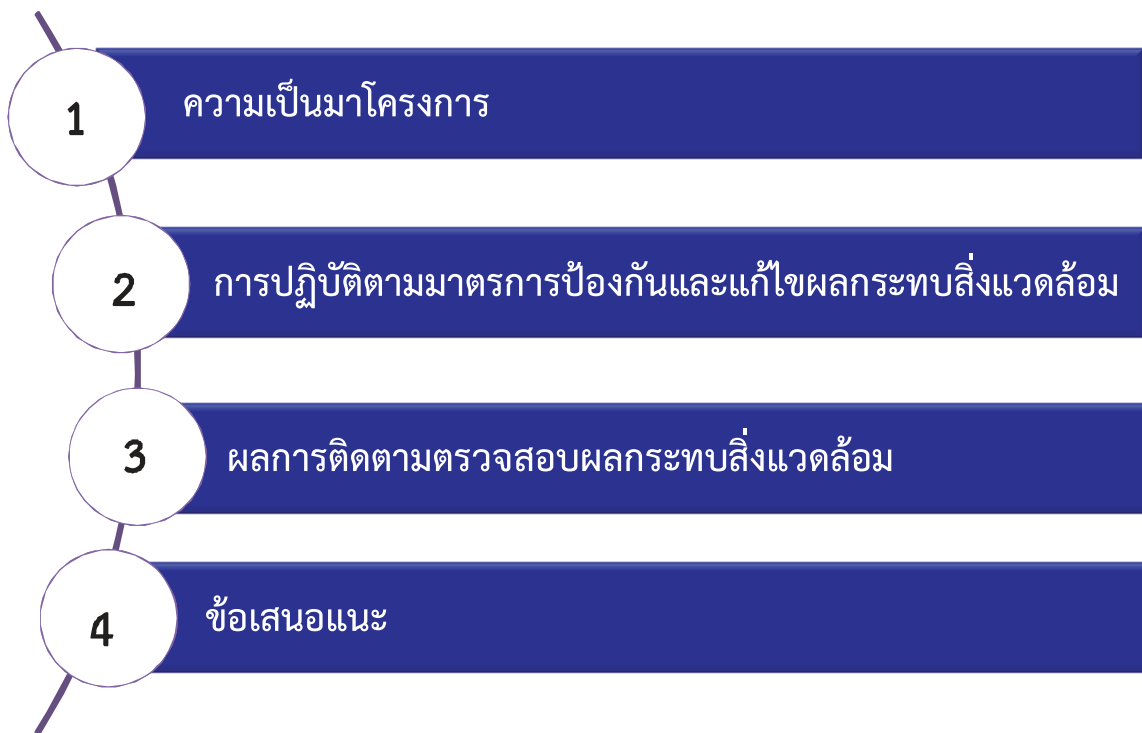 1 ความเป็นมาโครงการ
2 การปฏิบัติตามมาตรการป้องกันและแก้ไขผลกระทบสิ่งแวดล้อม
3 ผลการติดตามตรวจสอบผลกระทบสิ่งแวดล้อม
4 ข้อเสนอแนะ